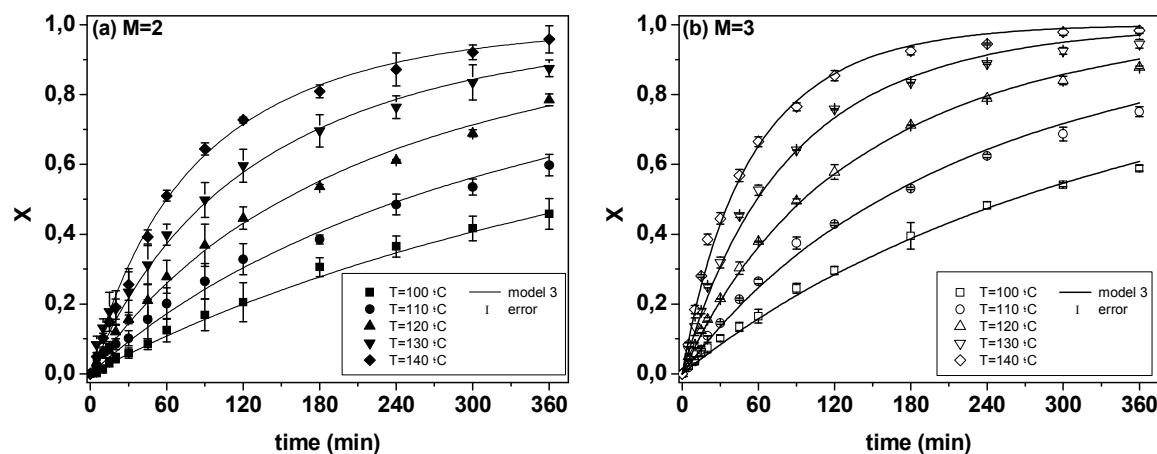 (a) M=2
1,0
0,8
0,6
0,4
0,2
0,0
X
T=100 °C
T=110 °C
T=120 °C
T=130 °C
T=140 °C
model 3
I error
0 60 120 180 240 300 360
time (min)
(b) M=3
1,0
0,8
0,6
0,4
0,2
0,0
X
T=100 °C
T=110 °C
T=120 °C
T=130 °C
T=140 °C
model 3
I error
0 60 120 180 240 300 360
time (min)